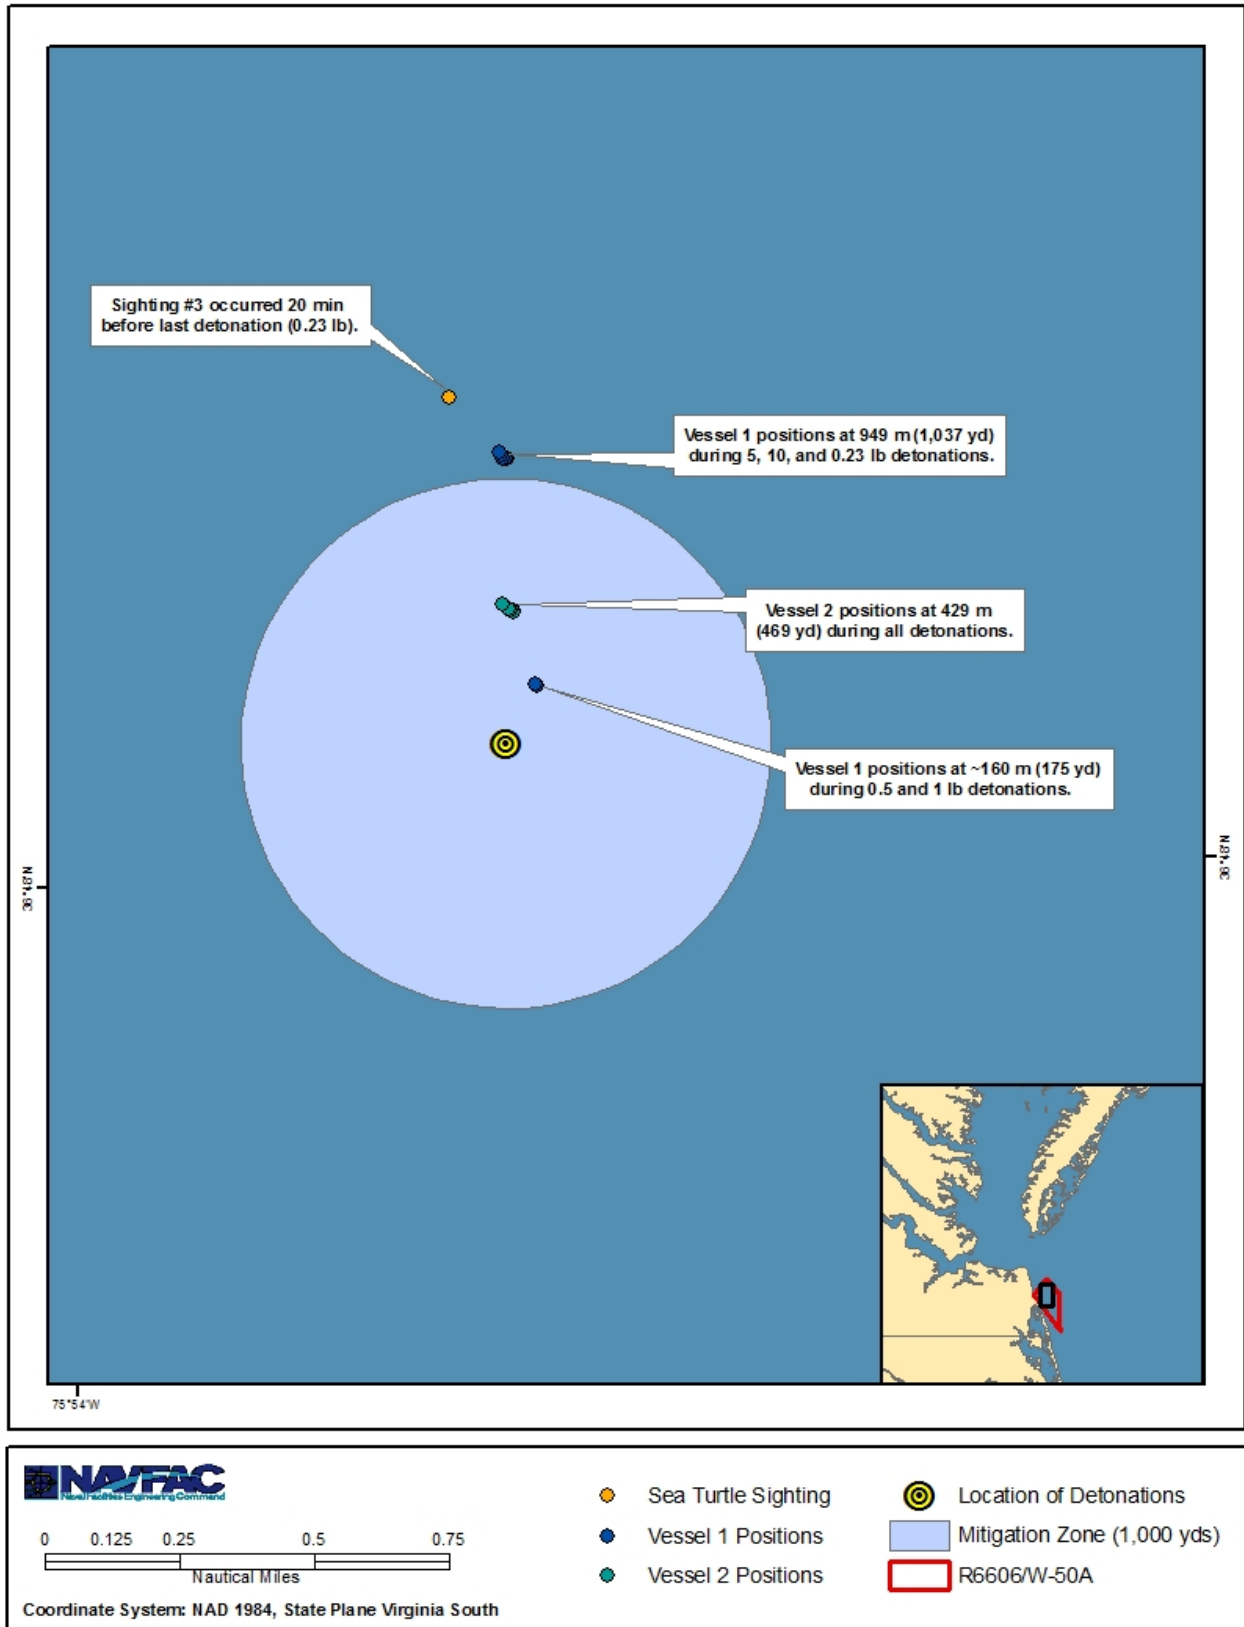 Sighting #3 occurred 20 min
before last detonation (0.23 lb).
Vessel 1 positions at 949 m (1,037 yd)
during 5, 10, and 0.23 lb detonations.
Vessel 2 positions at 429 m
(469 yd) during all detonations.
Vessel 1 positions at ~160 m (175 yd)
during 0.5 and 1 lb detonations.
36°48'N
36°48'N
75°54'W
NAVFAC
Naval Facilities Engineering Command
0 0.125 0.25 0.5 0.75
Nautical Miles
Coordinate System: NAD 1984, State Plane Virginia South
Sea Turtle Sighting
Vessel 1 Positions
Vessel 2 Positions
Location of Detonations
Mitigation Zone (1,000 yds)
R6606/W-50A